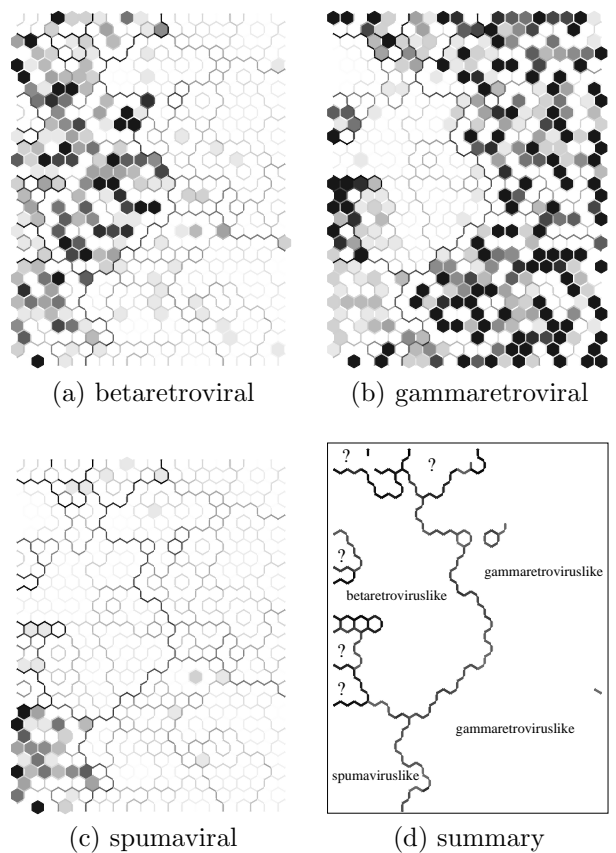 (a) betaretroviral
(b) gammaretroviral
?
?
gammaretroviruslike
?
betaretroviruslike
?
?
gammaretroviruslike
spumaviruslike
(c) spumaviral
(d) summary